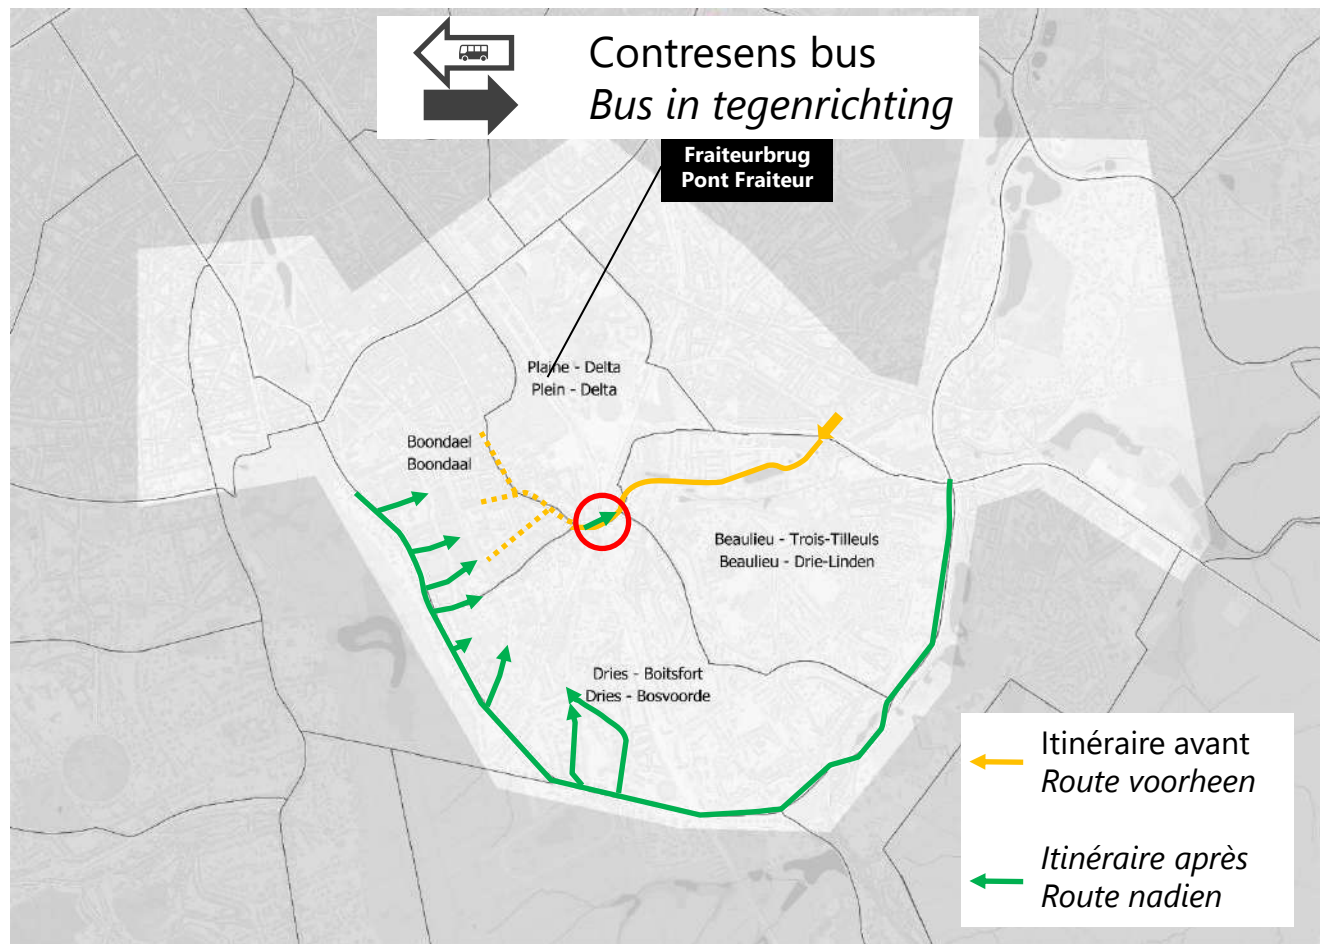 Contresens bus
Bus in tegenrichting
Fraiteurbrug
Pont Fraiteur
Plaine - Delta
Plein - Delta
Boondael
Boondaal
Beaulieu - Trois-Tilleuls
Beaulieu - Drie-Linden
Dries - Boitsfort
Dries - Bosvoorde
Itinéraire avant
Route voorheen
Itinéraire après
Route nadien